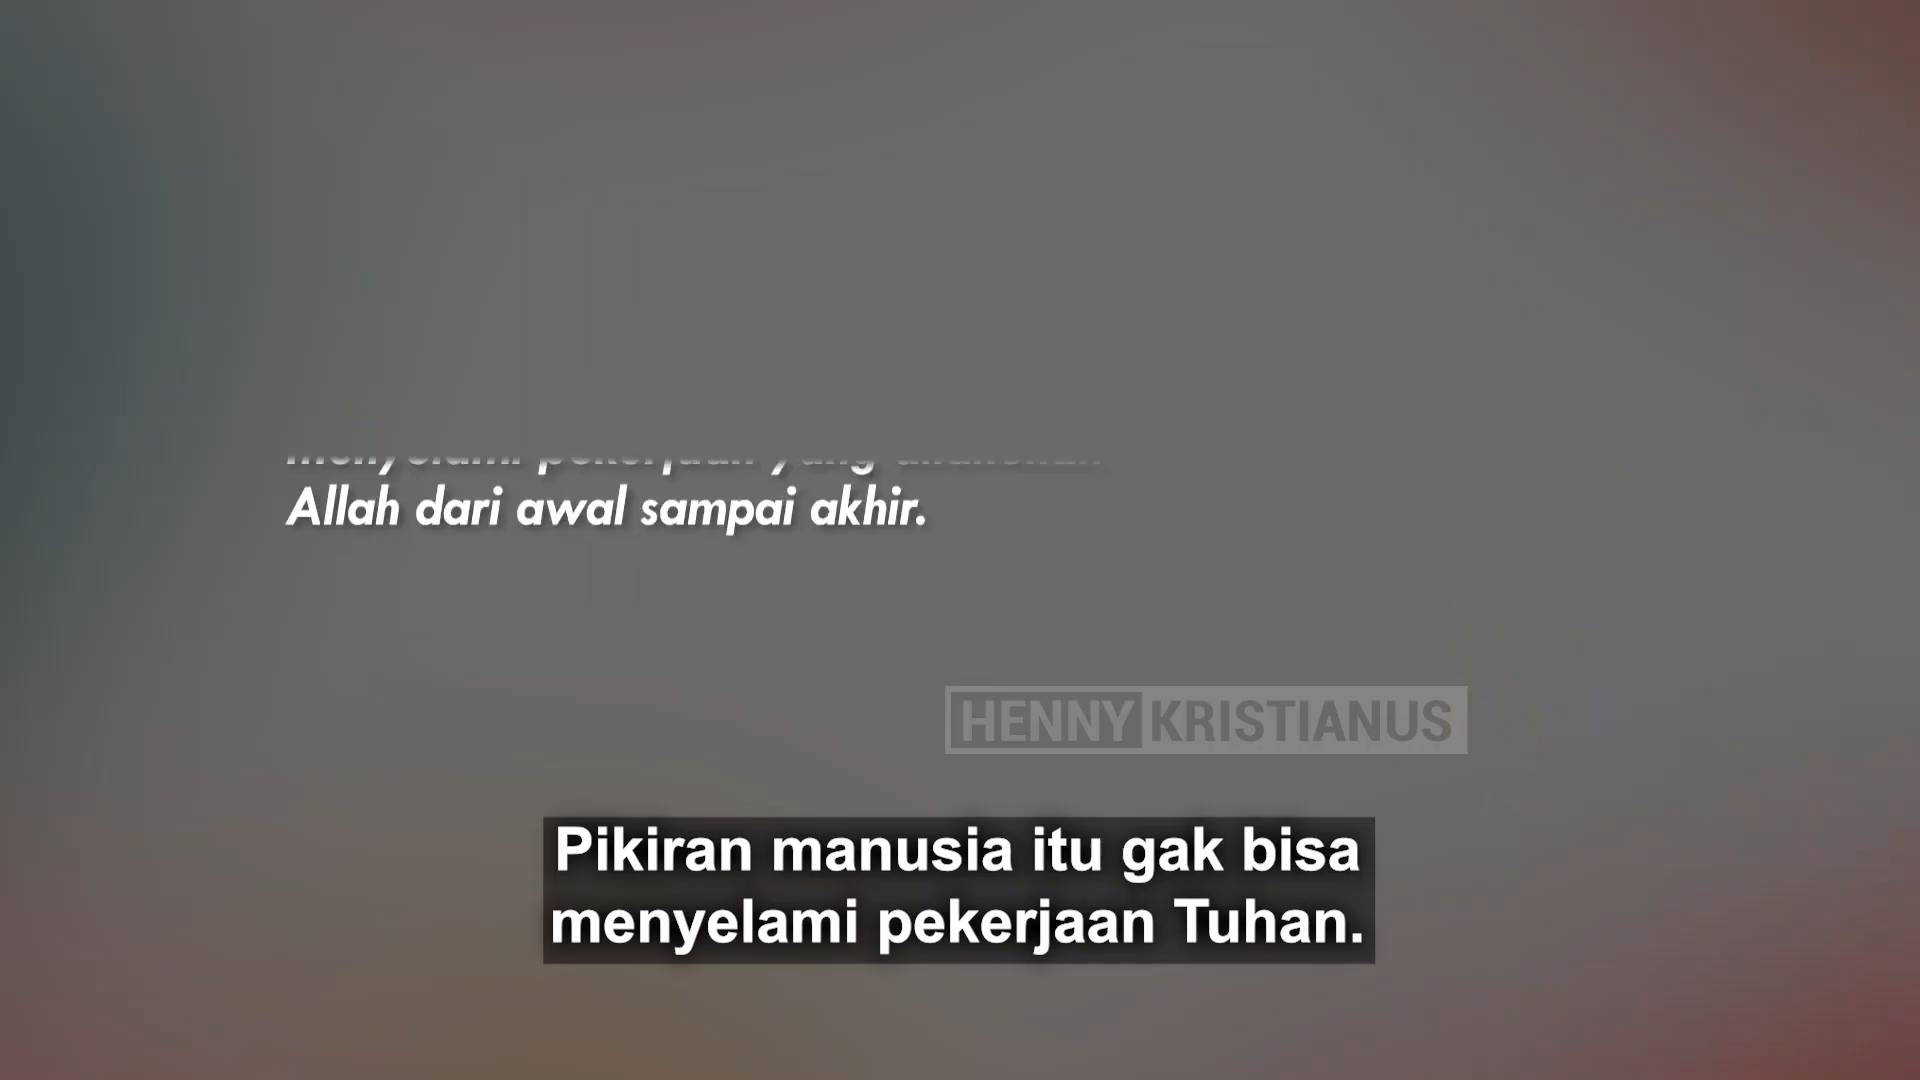 Allah dari awal sampai akhir.
HENNY KRISTIANUS
Pikiran manusia itu gak bisa
menyelami pekerjaan Tuhan.